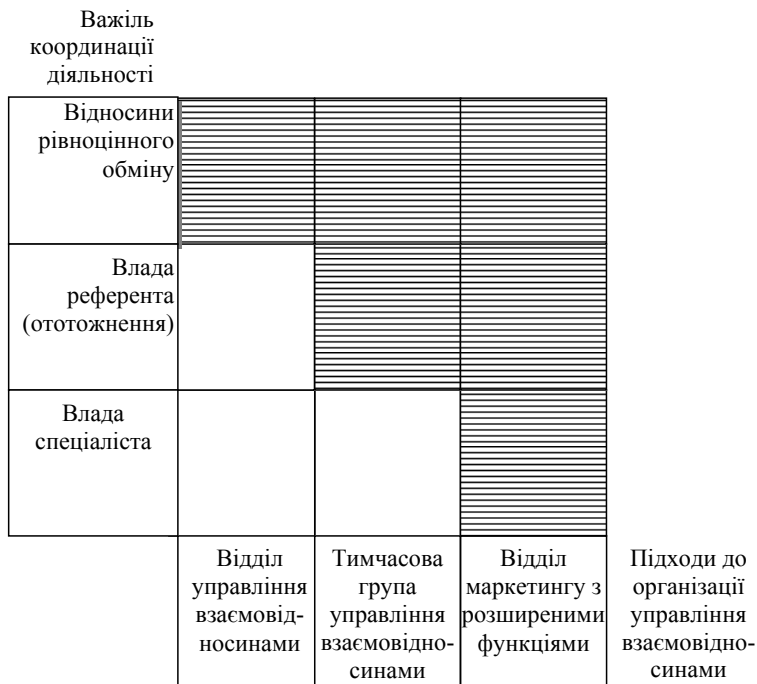 Важіль
координації
діяльності
Відносини
рівноцінного
обміну
Влада
референта
(ототожнення)
Влада
спеціаліста
Відділ
управління
взаємовід-
носинами
Тимчасова
група
управління
взаємовідно-
синами
Відділ
маркетингу з
розширеними
функціями
Підходи до
організації
управління
взаємовідно-
синами